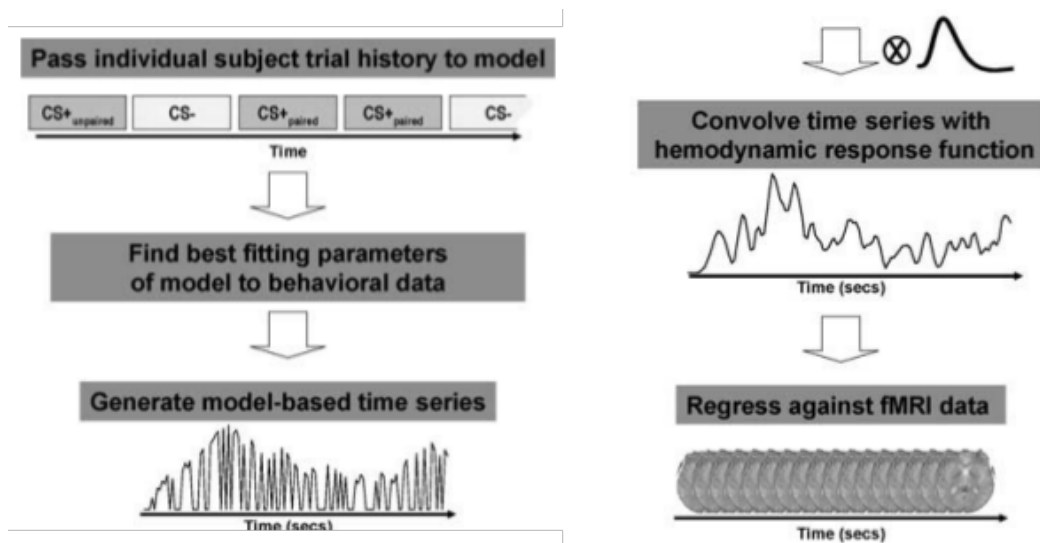 Pass individual subject trial history to model
CS+unpaired CS- CS+paired CS+paired CS-
Time
Find best fitting parameters
of model to behavioral data
Generate model-based time series
Time (secs)
Convolve time series with
hemodynamic response function
Time (secs)
Regress against fMRI data
Time (secs)